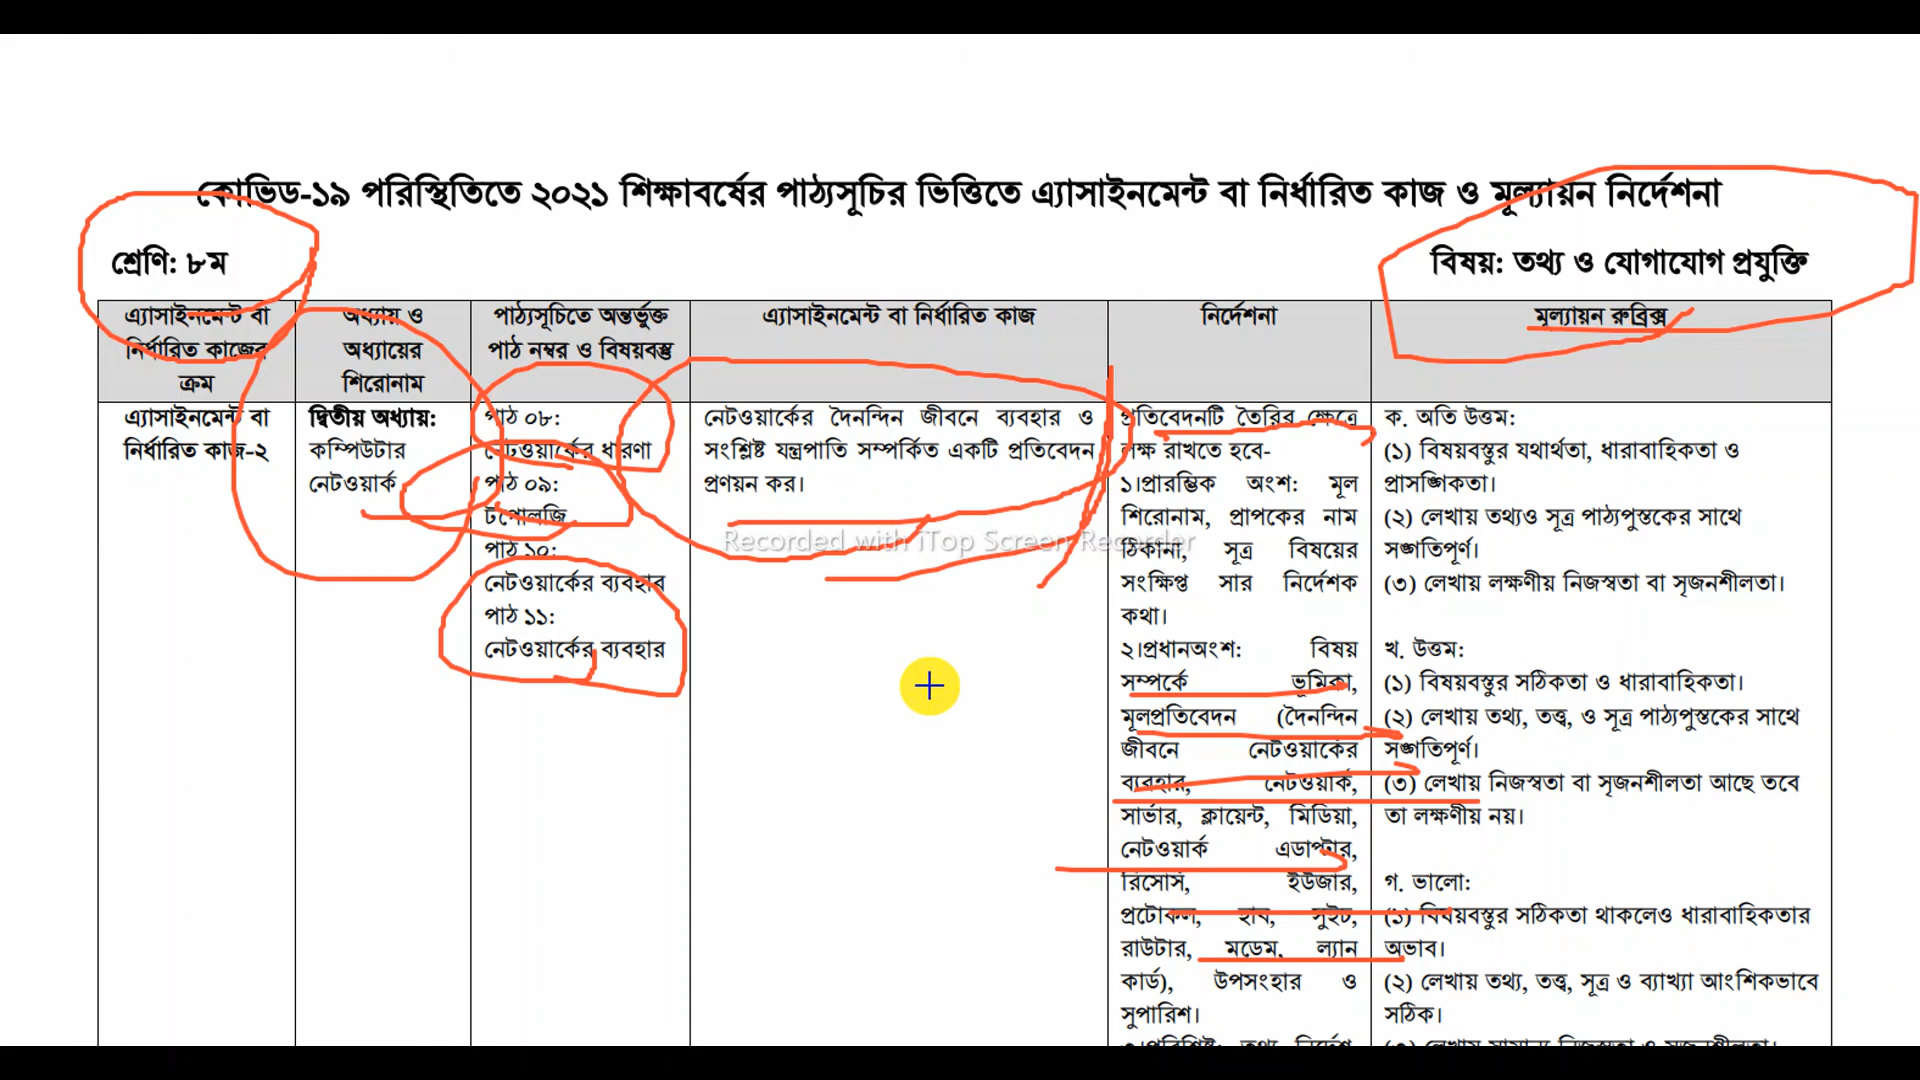 কোভিড-১৯ পরিস্থিতিতে ২০২১ শিক্ষাবর্ষের পাঠ্যসূচির ভিত্তিতে এ্যাসাইনমেন্ট বা নির্ধারিত কাজ ও মূল্যায়ন নির্দেশনা
শ্রেণি: ৮ম
বিষয়: তথ্য ও যোগাযোগ প্রযুক্তি
এ্যাসাইনমেন্ট বা
নির্ধারিত কাজের
ক্রম
অধ্যায় ও
অধ্যায়ের
শিরোনাম
পাঠ্যসূচিতে অন্তর্ভুক্ত
পাঠ নম্বর ও বিষয়বস্তু
এ্যাসাইনমেন্ট বা নির্ধারিত কাজ
নির্দেশনা
মূল্যায়ন রুব্রিক্স
এ্যাসাইনমেন্ট বা
নির্ধারিত কাজ-২
দ্বিতীয় অধ্যায়:
কম্পিউটার
নেটওয়ার্ক
পাঠ ০৮:
নেটওয়ার্কের ধারণা
পাঠ ০৯:
টপোলজি
পাঠ ১০:
নেটওয়ার্কের ব্যবহার
পাঠ ১১:
নেটওয়ার্কের ব্যবহার
নেটওয়ার্কের দৈনন্দিন জীবনে ব্যবহার ও
সংশ্লিষ্ট যন্ত্রপাতি সম্পর্কিত একটি প্রতিবেদন
প্রণয়ন কর।
প্রতিবেদনটি তৈরির ক্ষেত্রে
লক্ষ রাখতে হবে-
১।প্রারম্ভিক অংশ: মূল
শিরোনাম, প্রাপকের নাম
ঠিকানা, সূত্র বিষয়ের
সংক্ষিপ্ত সার নির্দেশক
কথা।
২।প্রধানঅংশ: বিষয়
সম্পর্কে ভূমিকা,
মূলপ্রতিবেদন (দৈনন্দিন
জীবনে নেটওয়ার্কের
ব্যবহার, নেটওয়ার্ক,
সার্ভার, ক্লায়েন্ট, মিডিয়া,
নেটওয়ার্ক এডাপ্টার,
রিসোর্স, ইউজার,
প্রটোকল, হাব, সুইচ,
রাউটার, মডেম, ল্যান
কার্ড), উপসংহার ও
সুপারিশ।
৩।পরিশিষ্ট: তথ্য নির্দেশ,
ক. অতি উত্তম:
(১) বিষয়বস্তুর যথার্থতা, ধারাবাহিকতা ও
প্রাসঙ্গিকতা।
(২) লেখায় তথ্যও সূত্র পাঠ্যপুস্তকের সাথে
সঙ্গতিপূর্ণ।
(৩) লেখায় লক্ষণীয় নিজস্বতা বা সৃজনশীলতা।
খ. উত্তম:
(১) বিষয়বস্তুর সঠিকতা ও ধারাবাহিকতা।
(২) লেখায় তথ্য, তত্ত্ব, ও সূত্র পাঠ্যপুস্তকের সাথে
সঙ্গতিপূর্ণ।
(৩) লেখায় নিজস্বতা বা সৃজনশীলতা আছে তবে
তা লক্ষণীয় নয়।
গ. ভালো:
(১) বিষয়বস্তুর সঠিকতা থাকলেও ধারাবাহিকতার
অভাব।
(২) লেখায় তথ্য, তত্ত্ব, সূত্র ও ব্যাখ্যা আংশিকভাবে
সঠিক।
(৩) লেখায় সামান্য নিজস্বতা ও সৃজনশীলতা।
Recorded with iTop Screen Recorder